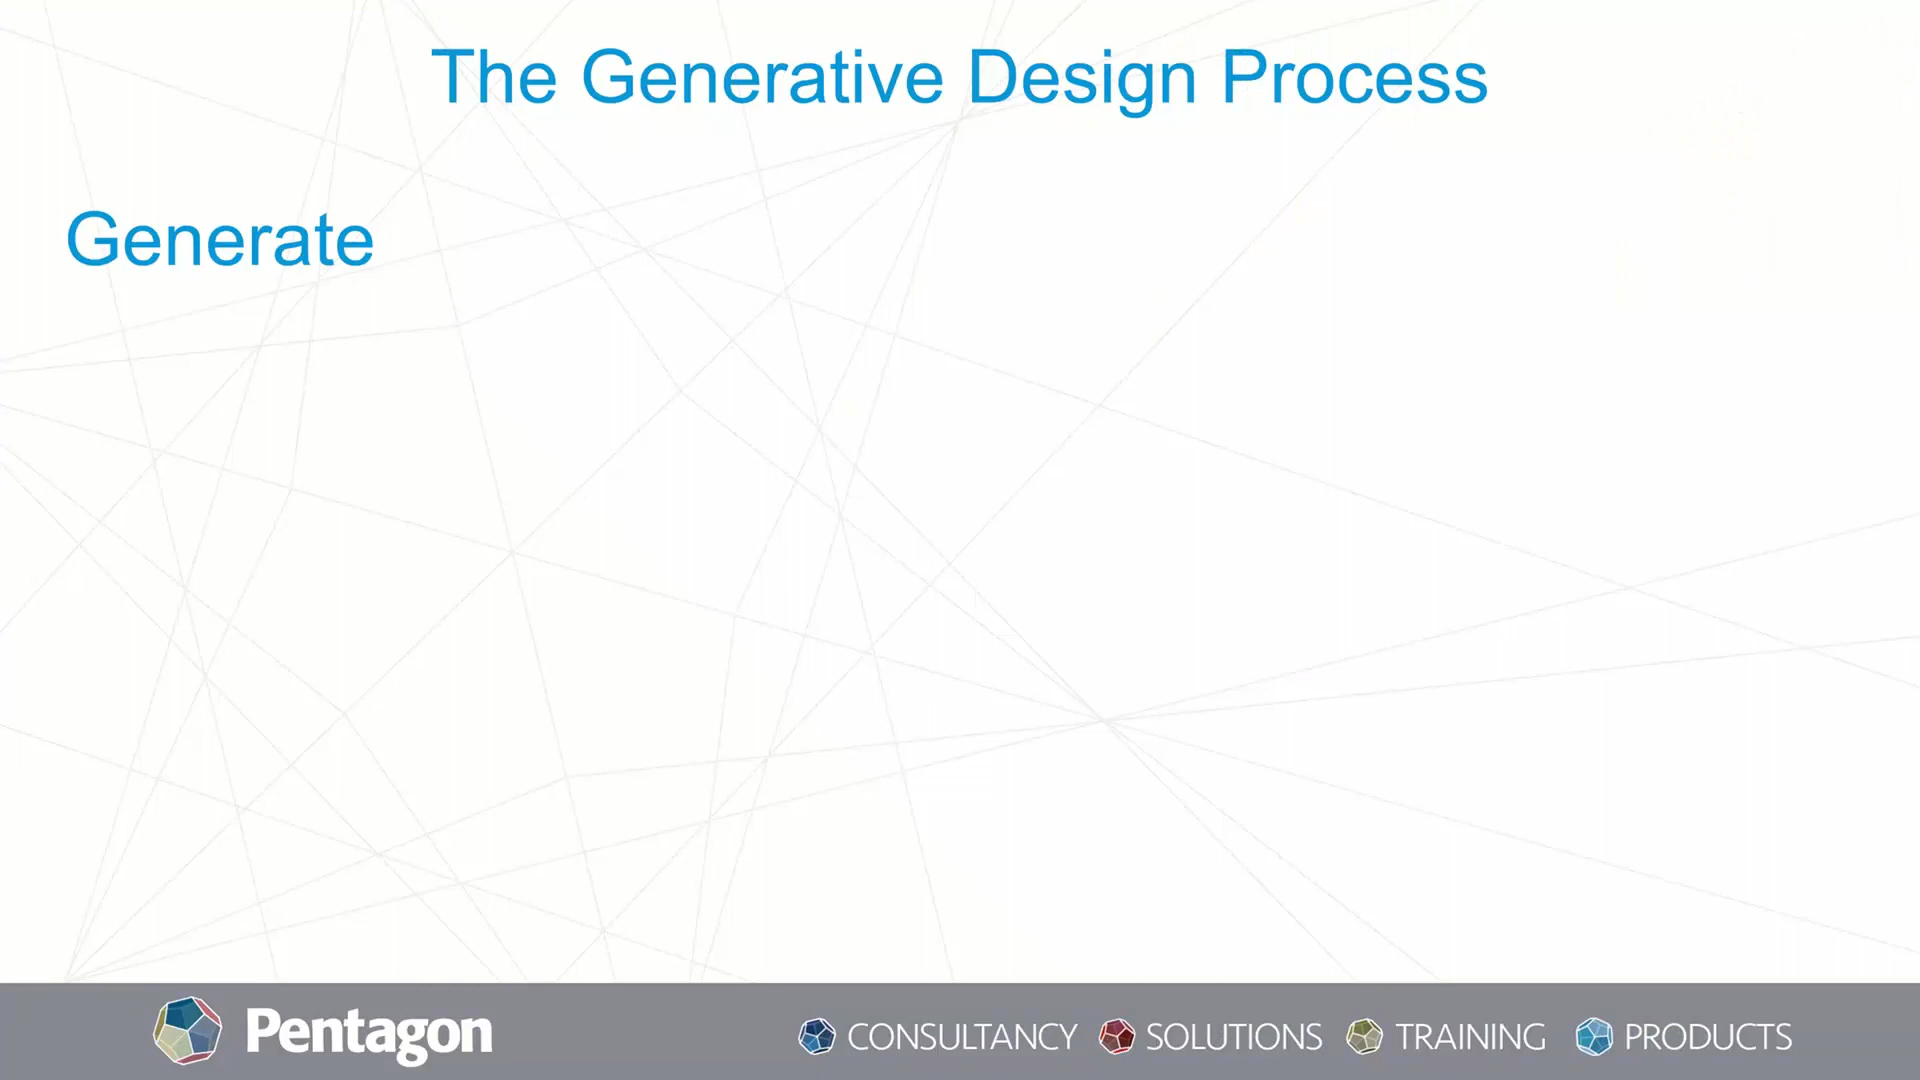 The Generative Design Process
Generate
Pentagon
CONSULTANCY SOLUTIONS TRAINING PRODUCTS